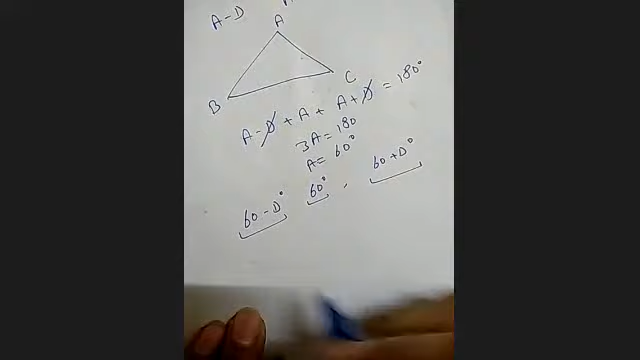 A-D
A
B
C
A-D + A + A+D = 180°
3A = 180
A = 60°
60-D° 60° , 60+D°